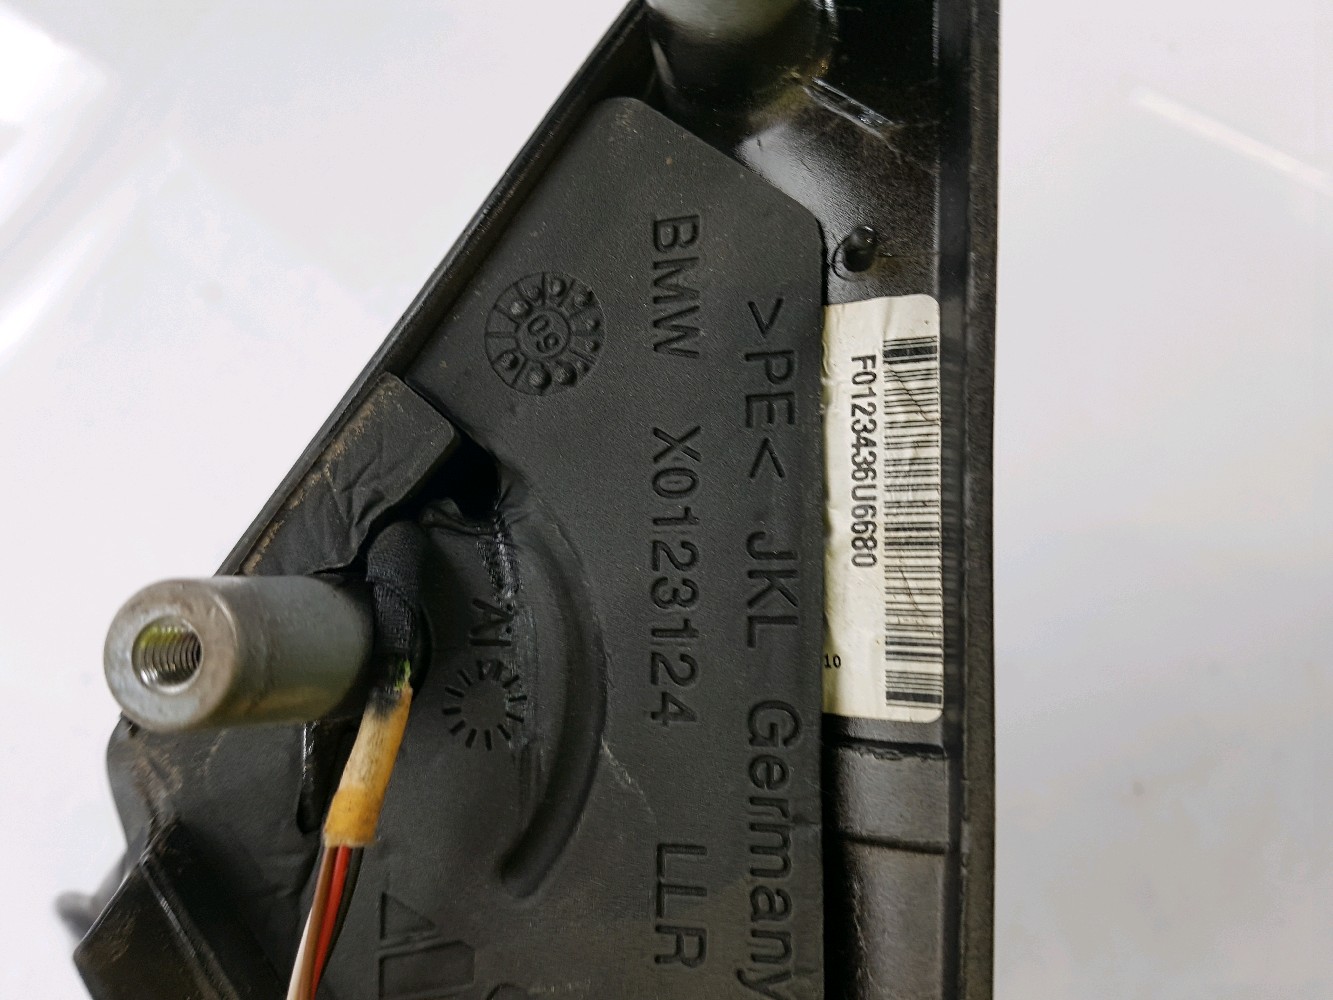 F0123436U6680
10
>PE< JKL Germany
BMW X0123124 LLR
09